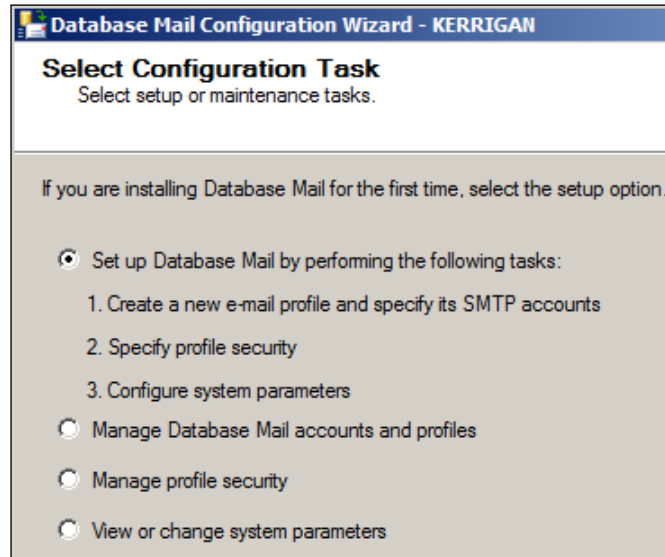 Database Mail Configuration Wizard - KERRIGAN
Select Configuration Task
Select setup or maintenance tasks.
If you are installing Database Mail for the first time, select the setup option.
Set up Database Mail by performing the following tasks:
1. Create a new e-mail profile and specify its SMTP accounts
2. Specify profile security
3. Configure system parameters
Manage Database Mail accounts and profiles
Manage profile security
View or change system parameters